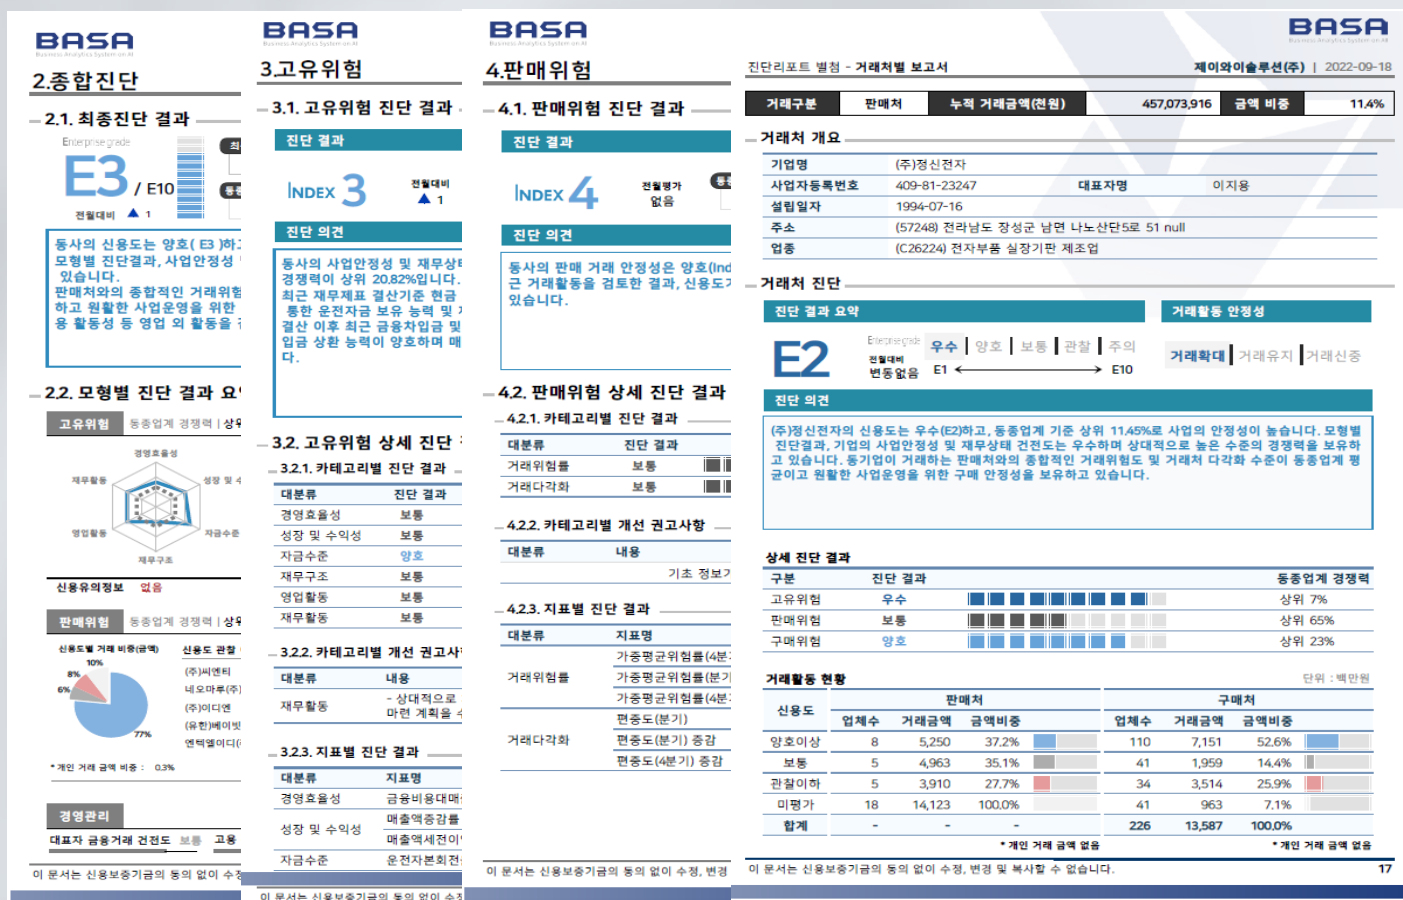 BASA
Business Analytics System on AI
2.종합진단
2.1. 최종진단 결과
Enterprise grade
E3 / E10
전월대비 ▲ 1
동사의 신용도는 양호( E3 )하고
모형별 진단결과, 사업안정성
있습니다.
판매처와의 종합적인 거래위험
하고 원활한 사업운영을 위한
용 활동성 등 영업 외 활동을
2.2. 모형별 진단 결과 요약
고유위험 동종업계 경쟁력 | 상위
경영효율성
재무활동
성장 및 수
영업활동
자금수준
재무구조
신용유의정보 없음
판매위험 동종업계 경쟁력 | 상위
신용도별 거래 비중(금액)
신용도 관찰
10%
8%
6%
77%
(주)씨엔티
네오마루(주)
(주)이디엔
(유한)베이빗
엔텍엘이디(
* 개인 거래 금액 비중 : 0.3%
경영관리
대표자 금융거래 건전도 보통 고용
이 문서는 신용보증기금의 동의 없이 수정
BASA
Business Analytics System on AI
3.고유위험
3.1. 고유위험 진단 결과
진단 결과
INDEX 3
전월대비
▲ 1
진단 의견
동사의 사업안정성 및 재무상태
경쟁력이 상위 20.82%입니다.
최근 재무제표 결산기준 현금
통한 운전자금 보유 능력 및
결산 이후 최근 금융차입금 및
입금 상환 능력이 양호하며 매
다.
3.2. 고유위험 상세 진단
3.2.1. 카테고리별 진단 결과
대분류 진단 결과
경영효율성 보통
성장 및 수익성 보통
자금수준 양호
재무구조 보통
영업활동 보통
재무활동 보통
3.2.2. 카테고리별 개선 권고사항
대분류 내용
재무활동 - 상대적으로
마련 계획을 수
3.2.3. 지표별 진단 결과
대분류 지표명
경영효율성 금융비용대매
성장 및 수익성 매출액증감률
매출액세전이
자금수준 운전자본회전
이 문서는 신용보증기금의 동의 없이 수정
BASA
Business Analytics System on AI
4.판매위험
4.1. 판매위험 진단 결과
진단 결과
INDEX 4
전월평가
없음
진단 의견
동사의 판매 거래 안정성은 양호(Ind
근 거래활동을 검토한 결과, 신용도가
있습니다.
4.2. 판매위험 상세 진단 결과
4.2.1. 카테고리별 진단 결과
대분류 진단 결과
거래위험률 보통
거래다각화 보통
4.2.2. 카테고리별 개선 권고사항
대분류 내용
기초 정보가
4.2.3. 지표별 진단 결과
대분류 지표명
가중평균위험률(4분기
거래위험률 가중평균위험률(분기
가중평균위험률(4분
편중도(분기)
거래다각화 편중도(분기) 증감
편중도(4분기) 증감
이 문서는 신용보증기금의 동의 없이 수정, 변경
BASA
Business Analytics System on AI
진단리포트 별첨 - 거래처별 보고서
제이와이솔루션(주) | 2022-09-18
거래구분 판매처 누적 거래금액(천원) 457,073,916 금액 비중 11.4%
거래처 개요
기업명 (주)정신전자
사업자등록번호 409-81-23247 대표자명 이지용
설립일자 1994-07-16
주소 (57248) 전라남도 장성군 남면 나노산단5로 51 null
업종 (C26224) 전자부품 실장기판 제조업
거래처 진단
진단 결과 요약 거래활동 안정성
E2
Enterprise grade
전월대비
변동없음
우수 | 양호 | 보통 | 관찰 | 주의
E1 E10
거래확대 | 거래유지 | 거래신중
진단 의견
(주)정신전자의 신용도는 우수(E2)하고, 동종업계 기준 상위 11.45%로 사업의 안정성이 높습니다. 모형별
진단결과, 기업의 사업안정성 및 재무상태 건전도는 우수하며 상대적으로 높은 수준의 경쟁력을 보유하
고 있습니다. 동기업이 거래하는 판매처와의 종합적인 거래위험도 및 거래처 다각화 수준이 동종업계 평
균이고 원활한 사업운영을 위한 구매 안정성을 보유하고 있습니다.
상세 진단 결과
구분 진단 결과 동종업계 경쟁력
고유위험 우수 상위 7%
판매위험 보통 상위 65%
구매위험 양호 상위 23%
거래활동 현황 단위 : 백만원
신용도 판매처 구매처
업체수 거래금액 금액비중 업체수 거래금액 금액비중
양호이상 8 5,250 37.2% 110 7,151 52.6%
보통 5 4,963 35.1% 41 1,959 14.4%
관찰이하 5 3,910 27.7% 34 3,514 25.9%
미평가 18 14,123 100.0% 41 963 7.1%
합계 - - - 226 13,587 100.0%
* 개인 거래 금액 없음 * 개인 거래 금액 없음
이 문서는 신용보증기금의 동의 없이 수정, 변경 및 복사할 수 없습니다. 17